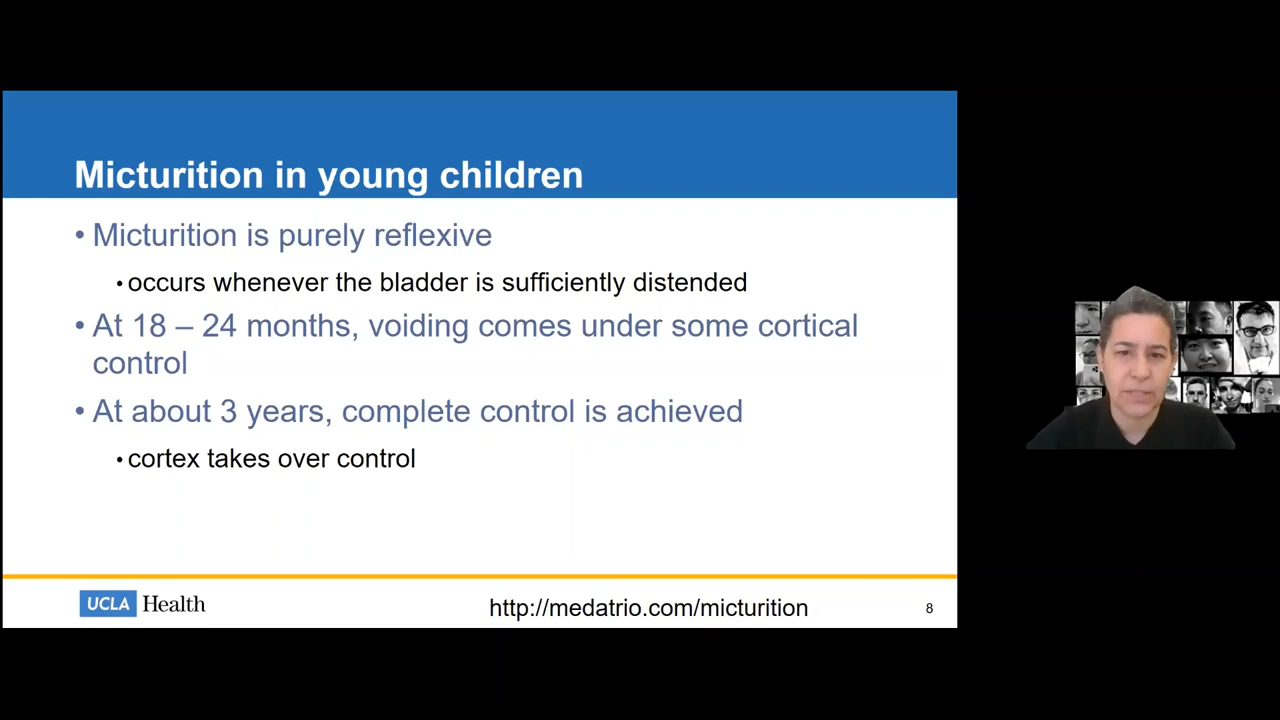 Micturition in young children
• Micturition is purely reflexive
• occurs whenever the bladder is sufficiently distended
• At 18 – 24 months, voiding comes under some cortical
control
• At about 3 years, complete control is achieved
• cortex takes over control
UCLA Health
http://medatrio.com/micturition
8